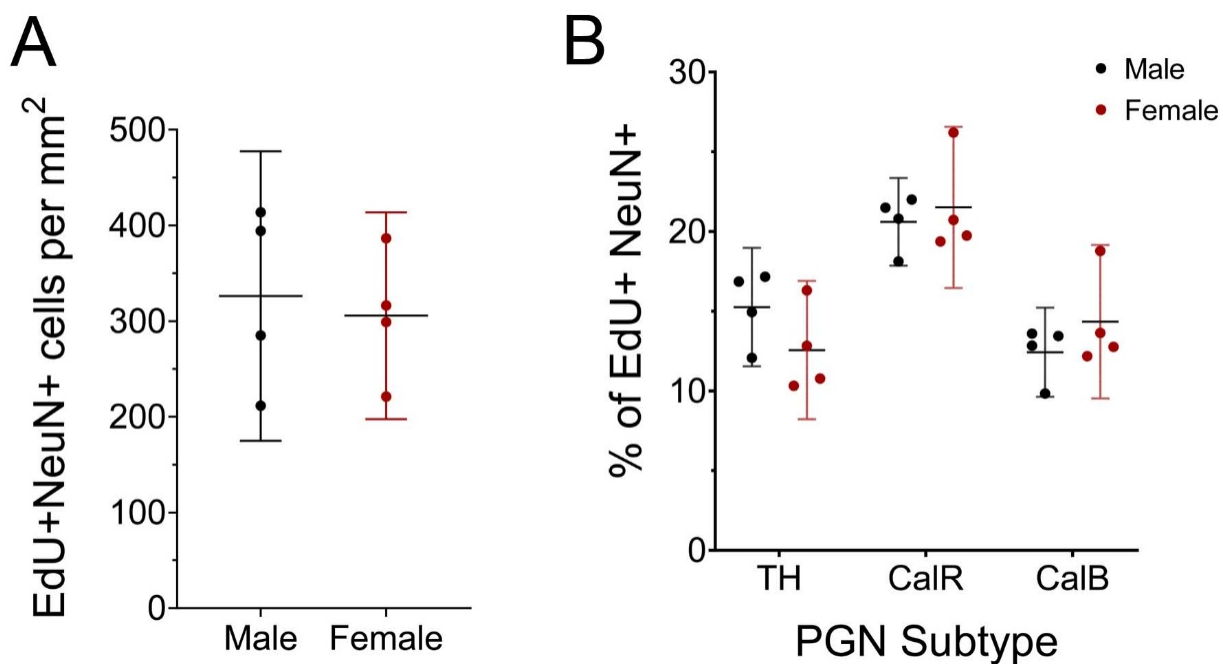 A
EdU+NeuN+ cells per mm²
500
400
300
200
100
0
Male Female
B
% of EdU+ NeuN+
30
20
10
0
Male
Female
TH CalR CalB
PGN Subtype